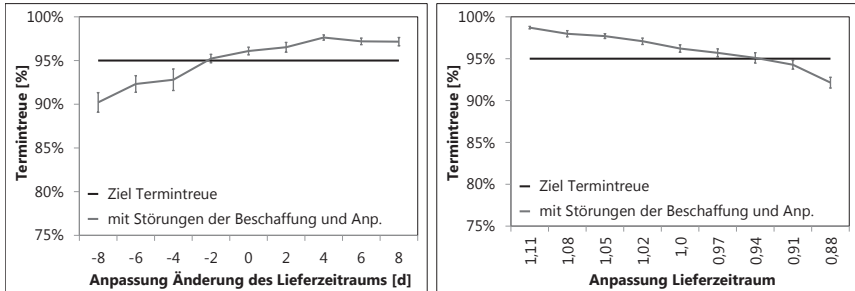 100%
95%
90%
85%
80%
75%
Termintreue [%]
Ziel Termintreue
mit Störungen der Beschaffung und Anp.
-8 -6 -4 -2 0 2 4 6 8
Anpassung Änderung des Lieferzeitraums [d]
100%
95%
90%
85%
80%
75%
Termintreue [%]
Ziel Termintreue
mit Störungen der Beschaffung und Anp.
1,11 1,08 1,05 1,02 1.0 0,97 0,94 0,91 0,88
Anpassung Lieferzeitraum